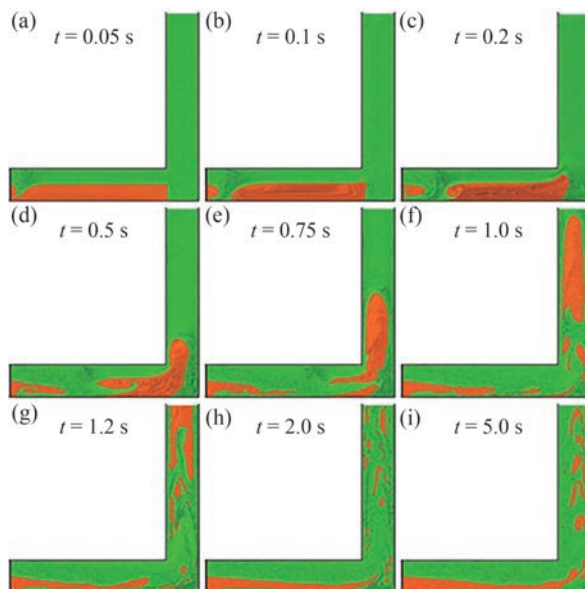 (a) t = 0.05 s
(b) t = 0.1 s
(c) t = 0.2 s
(d) t = 0.5 s
(e) t = 0.75 s
(f) t = 1.0 s
(g) t = 1.2 s
(h) t = 2.0 s
(i) t = 5.0 s